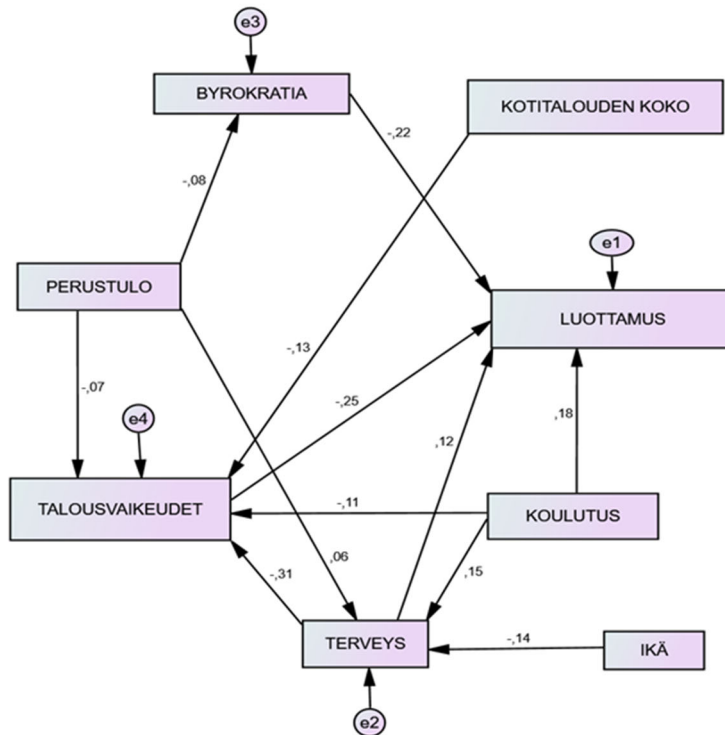 e3
BYROKRATIA
KOTITALOUDEN KOKO
-,22
-,08
e1
PERUSTULO
LUOTTAMUS
-,13
-,07
-,25
e4
,12
,18
TALOUSVAIKEUDET
-,11
KOULUTUS
,06
-,31
,15
TERVEYS
-,14
IKÄ
e2